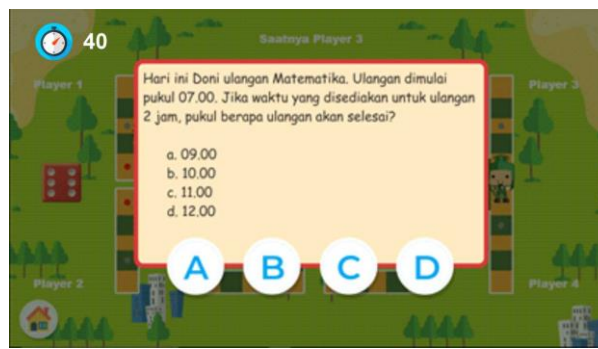 40
Saatnya Player 3
Player 1
Player 3
Hari ini Doni ulangan Matematika. Ulangan dimulai
pukul 07.00. Jika waktu yang disediakan untuk ulangan
2 jam, pukul berapa ulangan akan selesai?
a. 09.00
b. 10.00
c. 11.00
d. 12.00
A B C D
Player 2
Player 4